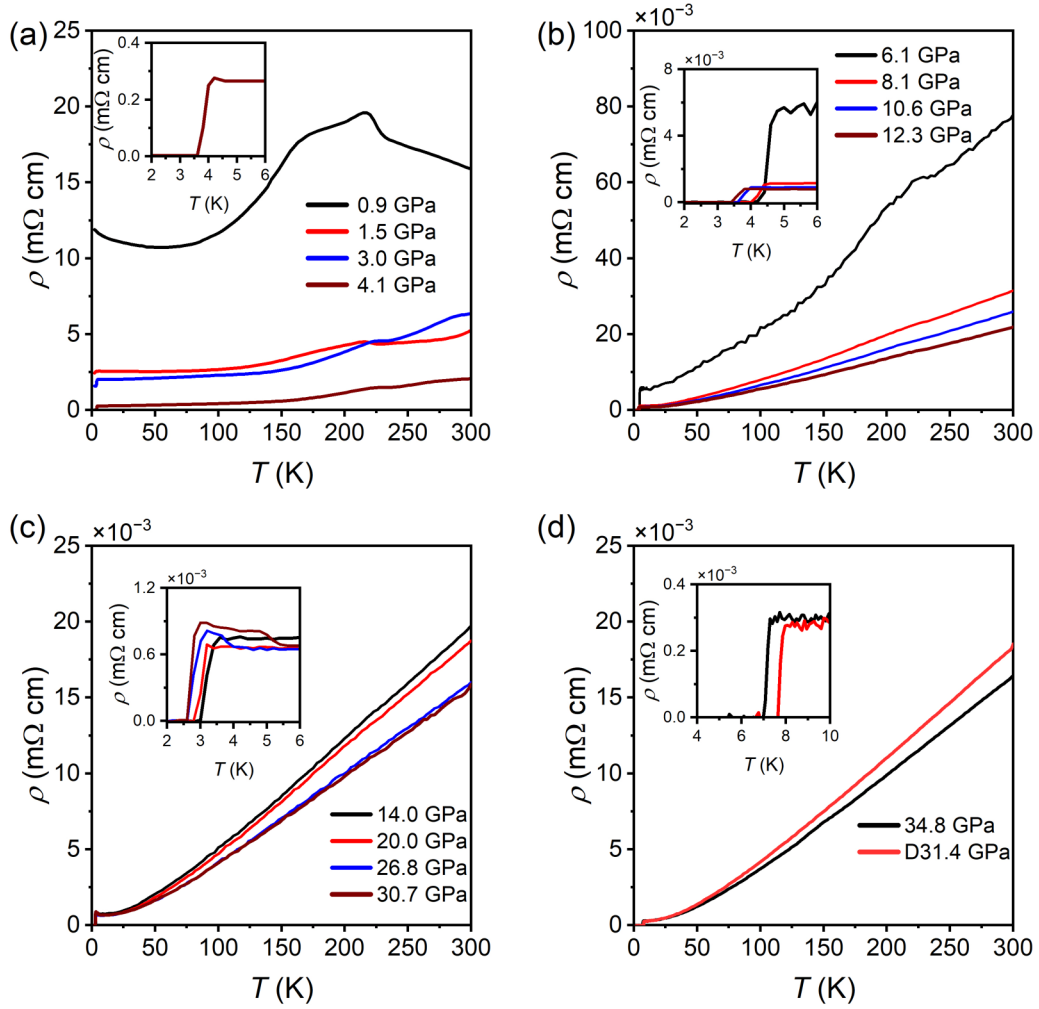 (a)
25
20
15
10
5
0
ρ (mΩ cm)
0 50 100 150 200 250 300
T (K)
0.4
0.2
0.0
ρ (mΩ cm)
2 3 4 5 6
T (K)
0.9 GPa
1.5 GPa
3.0 GPa
4.1 GPa
(b)
×10⁻³
100
80
60
40
20
0
ρ (mΩ cm)
0 50 100 150 200 250 300
T (K)
×10⁻³
8
4
0
ρ (mΩ cm)
2 3 4 5 6
T (K)
6.1 GPa
8.1 GPa
10.6 GPa
12.3 GPa
(c)
×10⁻³
25
20
15
10
5
0
ρ (mΩ cm)
0 50 100 150 200 250 300
T (K)
×10⁻³
1.2
0.6
0.0
ρ (mΩ cm)
2 3 4 5 6
T (K)
14.0 GPa
20.0 GPa
26.8 GPa
30.7 GPa
(d)
×10⁻³
25
20
15
10
5
0
ρ (mΩ cm)
0 50 100 150 200 250 300
T (K)
×10⁻³
0.4
0.2
0.0
ρ (mΩ cm)
4 6 8 10
T (K)
34.8 GPa
D31.4 GPa